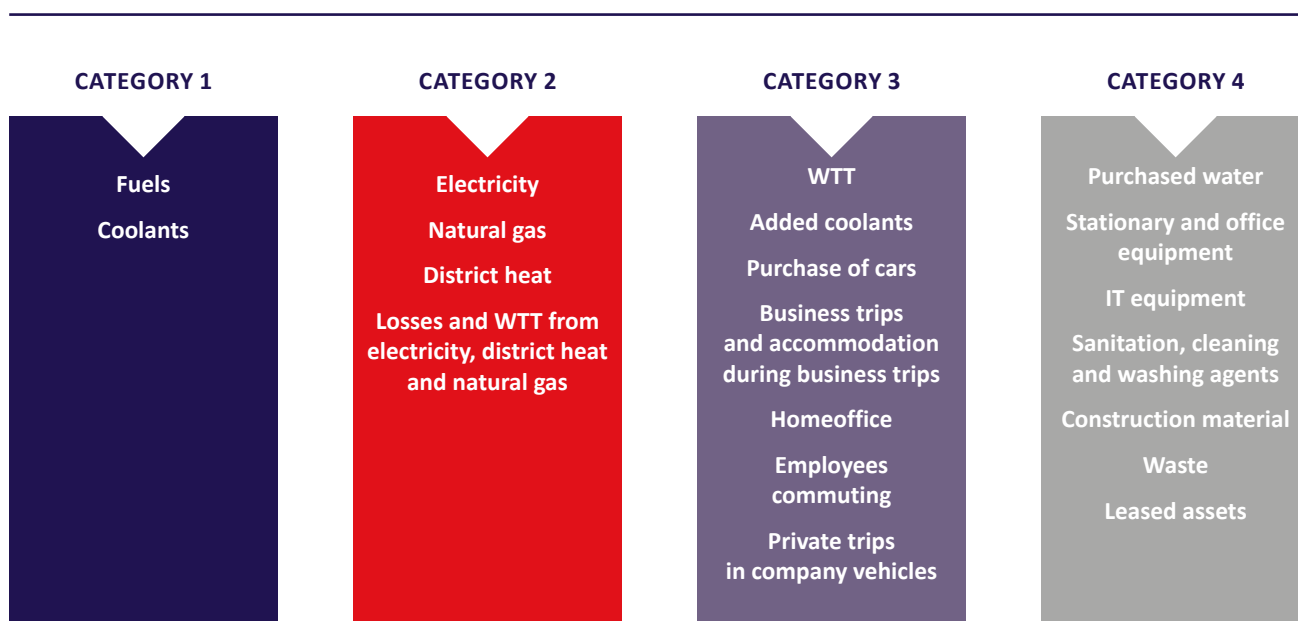 CATEGORY 1
Fuels
Coolants
CATEGORY 2
Electricity
Natural gas
District heat
Losses and WTT from
electricity, district heat
and natural gas
CATEGORY 3
WTT
Added coolants
Purchase of cars
Business trips
and accommodation
during business trips
Homeoffice
Employees
commuting
Private trips
in company vehicles
CATEGORY 4
Purchased water
Stationary and office
equipment
IT equipment
Sanitation, cleaning
and washing agents
Construction material
Waste
Leased assets